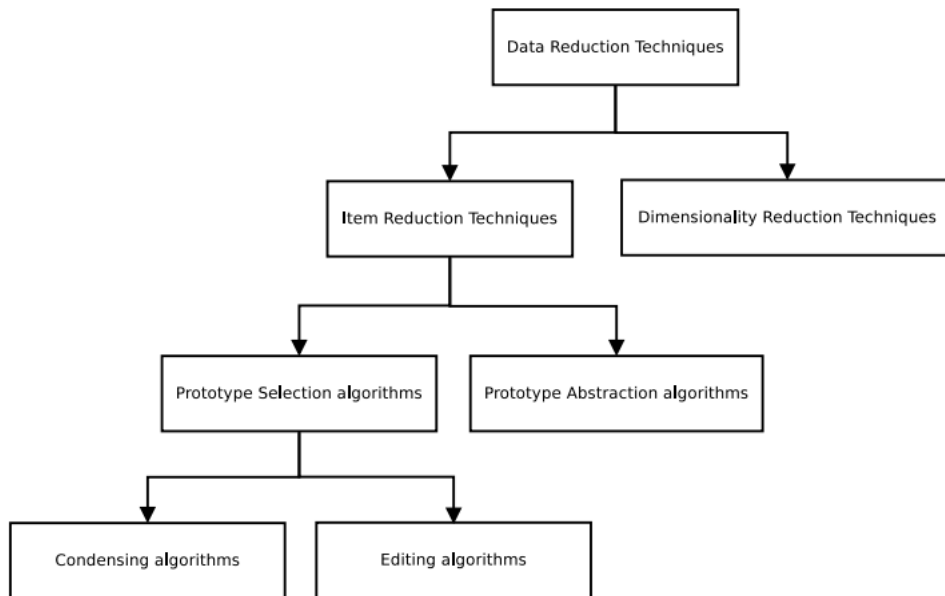 Data Reduction Techniques
Item Reduction Techniques
Dimensionality Reduction Techniques
Prototype Selection algorithms
Prototype Abstraction algorithms
Condensing algorithms
Editing algorithms